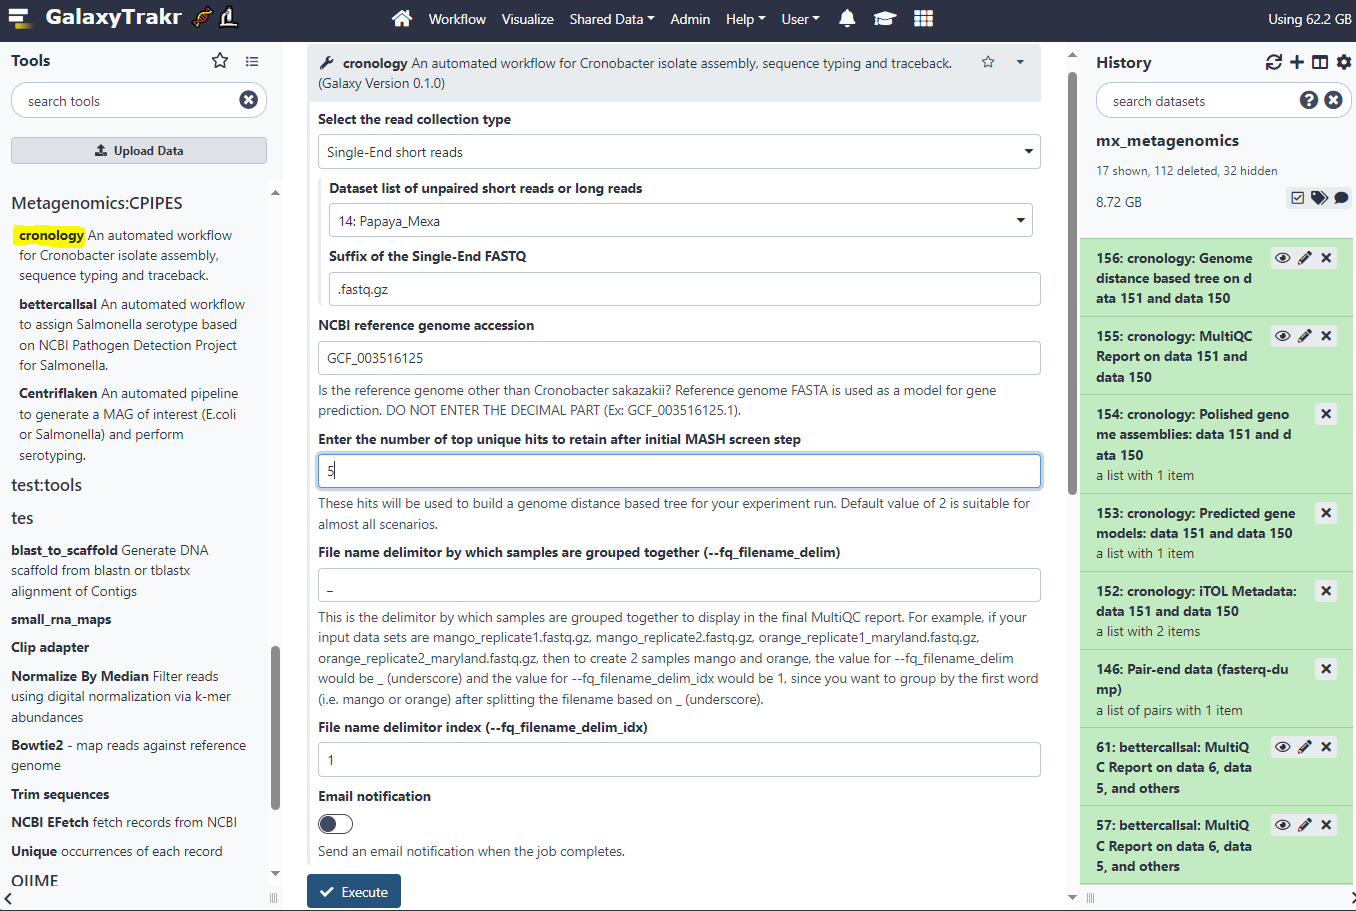 GalaxyTrakr
Workflow Visualize Shared Data Admin Help User
Using 62.2 GB
Tools
search tools
Upload Data
Metagenomics:CPIPES
cronology An automated workflow
for Cronobacter isolate assembly,
sequence typing and traceback.
bettercallsal An automated workflow
to assign Salmonella serotype based
on NCBI Pathogen Detection Project
for Salmonella.
Centriflaken An automated pipeline
to generate a MAG of interest (E.coli
or Salmonella) and perform
serotyping.
test:tools
tes
blast_to_scaffold Generate DNA
scaffold from blastn or tblastx
alignment of Contigs
small_rna_maps
Clip adapter
Normalize By Median Filter reads
using digital normalization via k-mer
abundances
Bowtie2 - map reads against reference
genome
Trim sequences
NCBI EFetch fetch records from NCBI
Unique occurrences of each record
QIIME
cronology An automated workflow for Cronobacter isolate assembly, sequence typing and traceback.
(Galaxy Version 0.1.0)
Select the read collection type
Single-End short reads
Dataset list of unpaired short reads or long reads
14: Papaya_Mexa
Suffix of the Single-End FASTQ
.fastq.gz
NCBI reference genome accession
GCF_003516125
Is the reference genome other than Cronobacter sakazakii? Reference genome FASTA is used as a model for gene
prediction. DO NOT ENTER THE DECIMAL PART (Ex: GCF_003516125.1).
Enter the number of top unique hits to retain after initial MASH screen step
5
These hits will be used to build a genome distance based tree for your experiment run. Default value of 2 is suitable for
almost all scenarios.
File name delimitor by which samples are grouped together (--fq_filename_delim)
_
This is the delimitor by which samples are grouped together to display in the final MultiQC report. For example, if your
input data sets are mango_replicate1.fastq.gz, mango_replicate2.fastq.gz, orange_replicate1_maryland.fastq.gz,
orange_replicate2_maryland.fastq.gz, then to create 2 samples mango and orange, the value for --fq_filename_delim
would be _ (underscore) and the value for --fq_filename_delim_idx would be 1, since you want to group by the first word
(i.e. mango or orange) after splitting the filename based on _ (underscore).
File name delimitor index (--fq_filename_delim_idx)
1
Email notification
Send an email notification when the job completes.
Execute
History
search datasets
mx_metagenomics
17 shown, 112 deleted, 32 hidden
8.72 GB
156: cronology: Genome
distance based tree on d
ata 151 and data 150
155: cronology: MultiQC
Report on data 151 and
data 150
154: cronology: Polished geno
me assemblies: data 151 and d
ata 150
a list with 1 item
153: cronology: Predicted gene
models: data 151 and data 150
a list with 1 item
152: cronology: iTOL Metadata:
data 151 and data 150
a list with 2 items
146: Pair-end data (fasterq-du
mp)
a list of pairs with 1 item
61: bettercallsal: MultiQ
C Report on data 6, data
5, and others
57: bettercallsal: MultiQ
C Report on data 6, data
5, and others